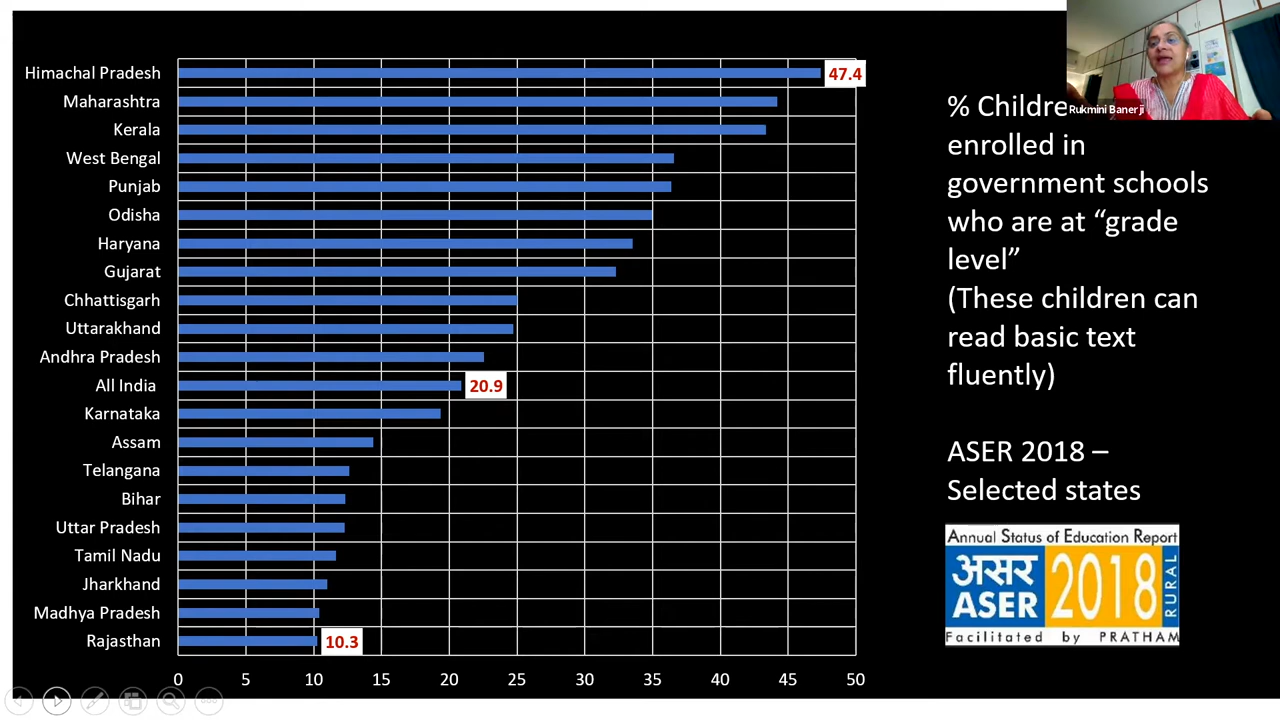 Himachal Pradesh
47.4
Maharashtra
Kerala
West Bengal
Punjab
Odisha
Haryana
Gujarat
Chhattisgarh
Uttarakhand
Andhra Pradesh
All India
20.9
Karnataka
Assam
Telangana
Bihar
Uttar Pradesh
Tamil Nadu
Jharkhand
Madhya Pradesh
Rajasthan
10.3
0 5 10 15 20 25 30 35 40 45 50
Rukmini Banerji
% Childre
enrolled in
government schools
who are at “grade
level”
(These children can
read basic text
fluently)
ASER 2018 –
Selected states
Annual Status of Education Report
असर
ASER
2018
RURAL
Facilitated by PRATHAM